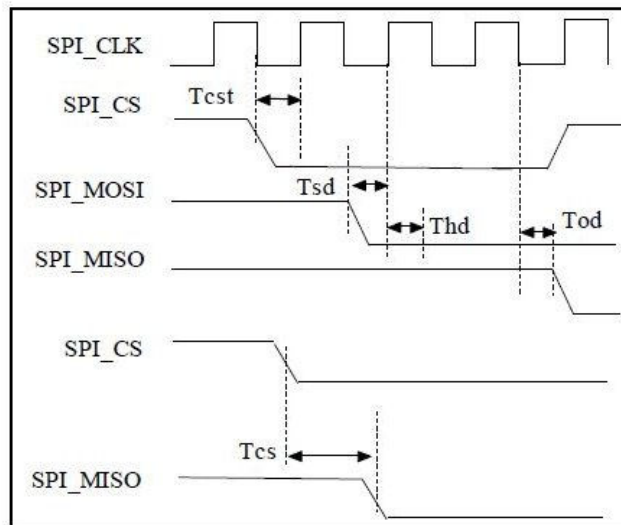 SPI_CLK
SPI_CS
Tcst
SPI_MOSI
Tsd
Thd
Tod
SPI_MISO
SPI_CS
Tcs
SPI_MISO